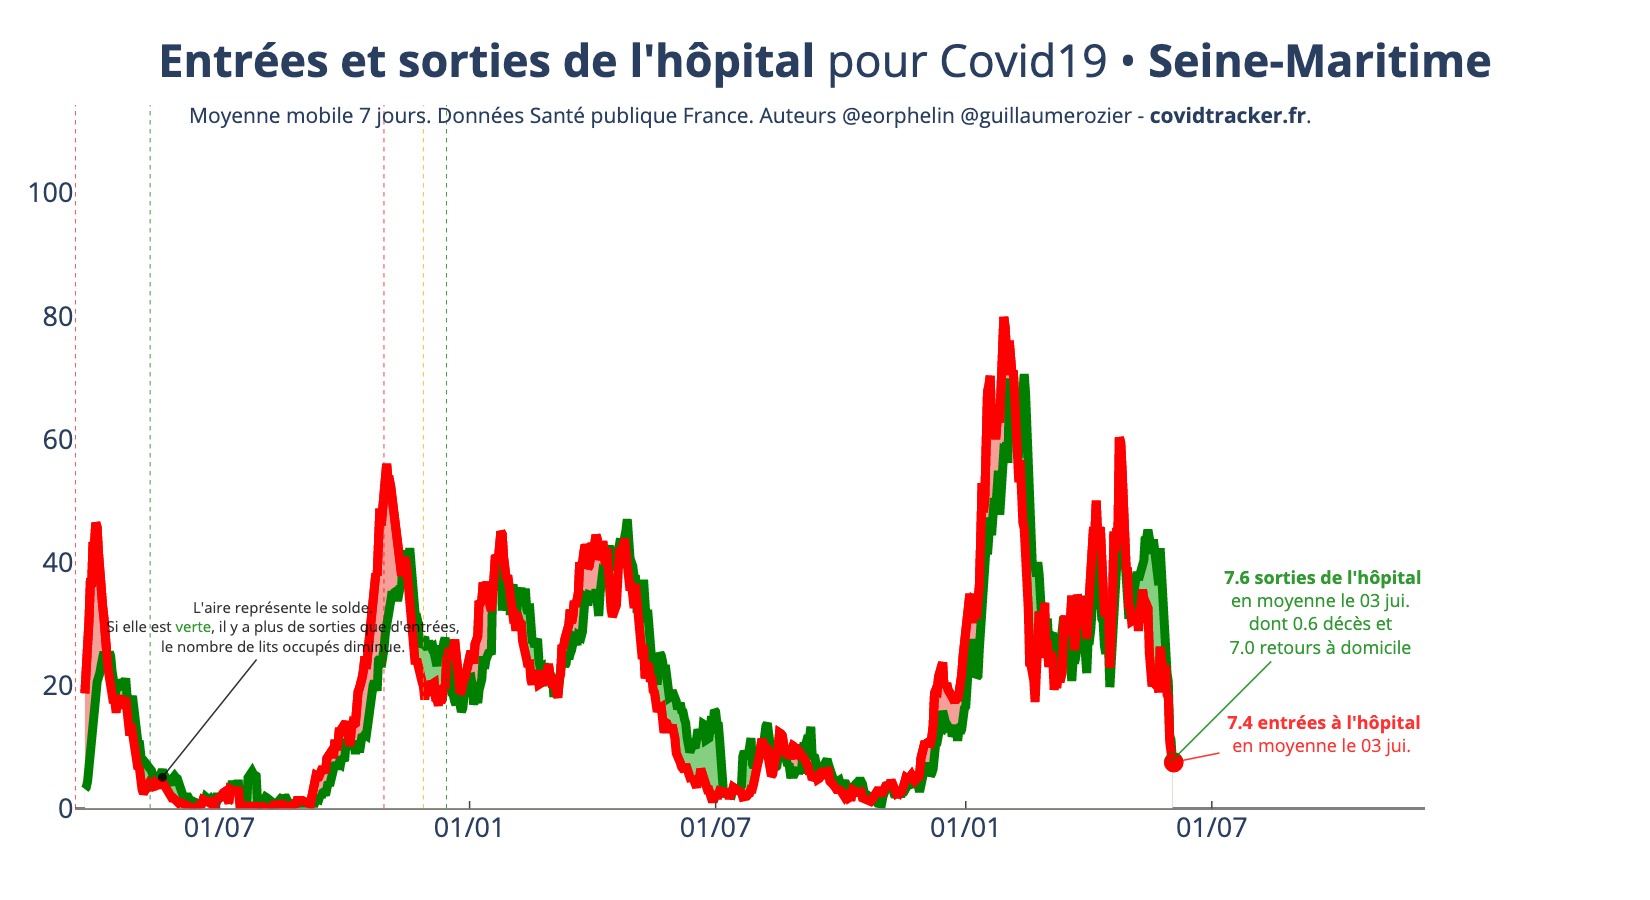 Entrées et sorties de l'hôpital pour Covid19 • Seine-Maritime
Moyenne mobile 7 jours. Données Santé publique France. Auteurs @eorphelin @guillaumerozier - covidtracker.fr.
100
80
60
40
20
0
L'aire représente le solde.
Si elle est verte, il y a plus de sorties que d'entrées,
le nombre de lits occupés diminue.
7.6 sorties de l'hôpital
en moyenne le 03 jui.
dont 0.6 décès et
7.0 retours à domicile
7.4 entrées à l'hôpital
en moyenne le 03 jui.
01/07
01/01
01/07
01/01
01/07